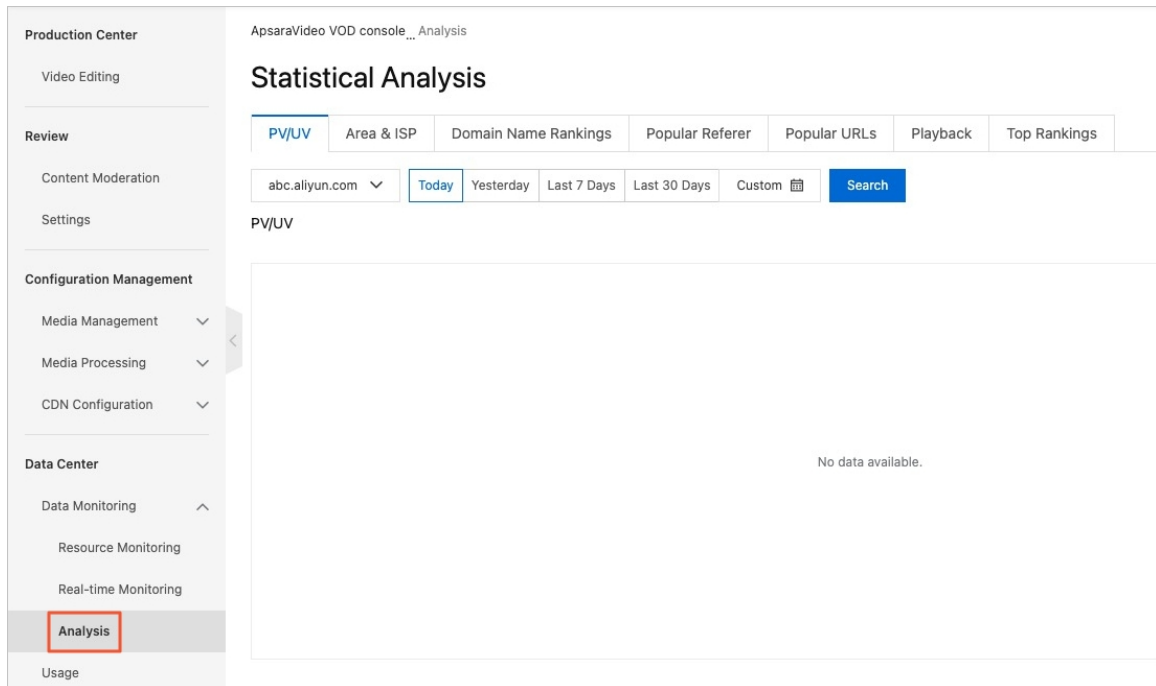 Production Center
Video Editing
Review
Content Moderation
Settings
Configuration Management
Media Management
Media Processing
CDN Configuration
Data Center
Data Monitoring
Resource Monitoring
Real-time Monitoring
Analysis
Usage
ApsaraVideo VOD console ... Analysis
Statistical Analysis
PV/UV Area & ISP Domain Name Rankings Popular Referer Popular URLs Playback Top Rankings
abc.aliyun.com Today Yesterday Last 7 Days Last 30 Days Custom Search
PV/UV
No data available.